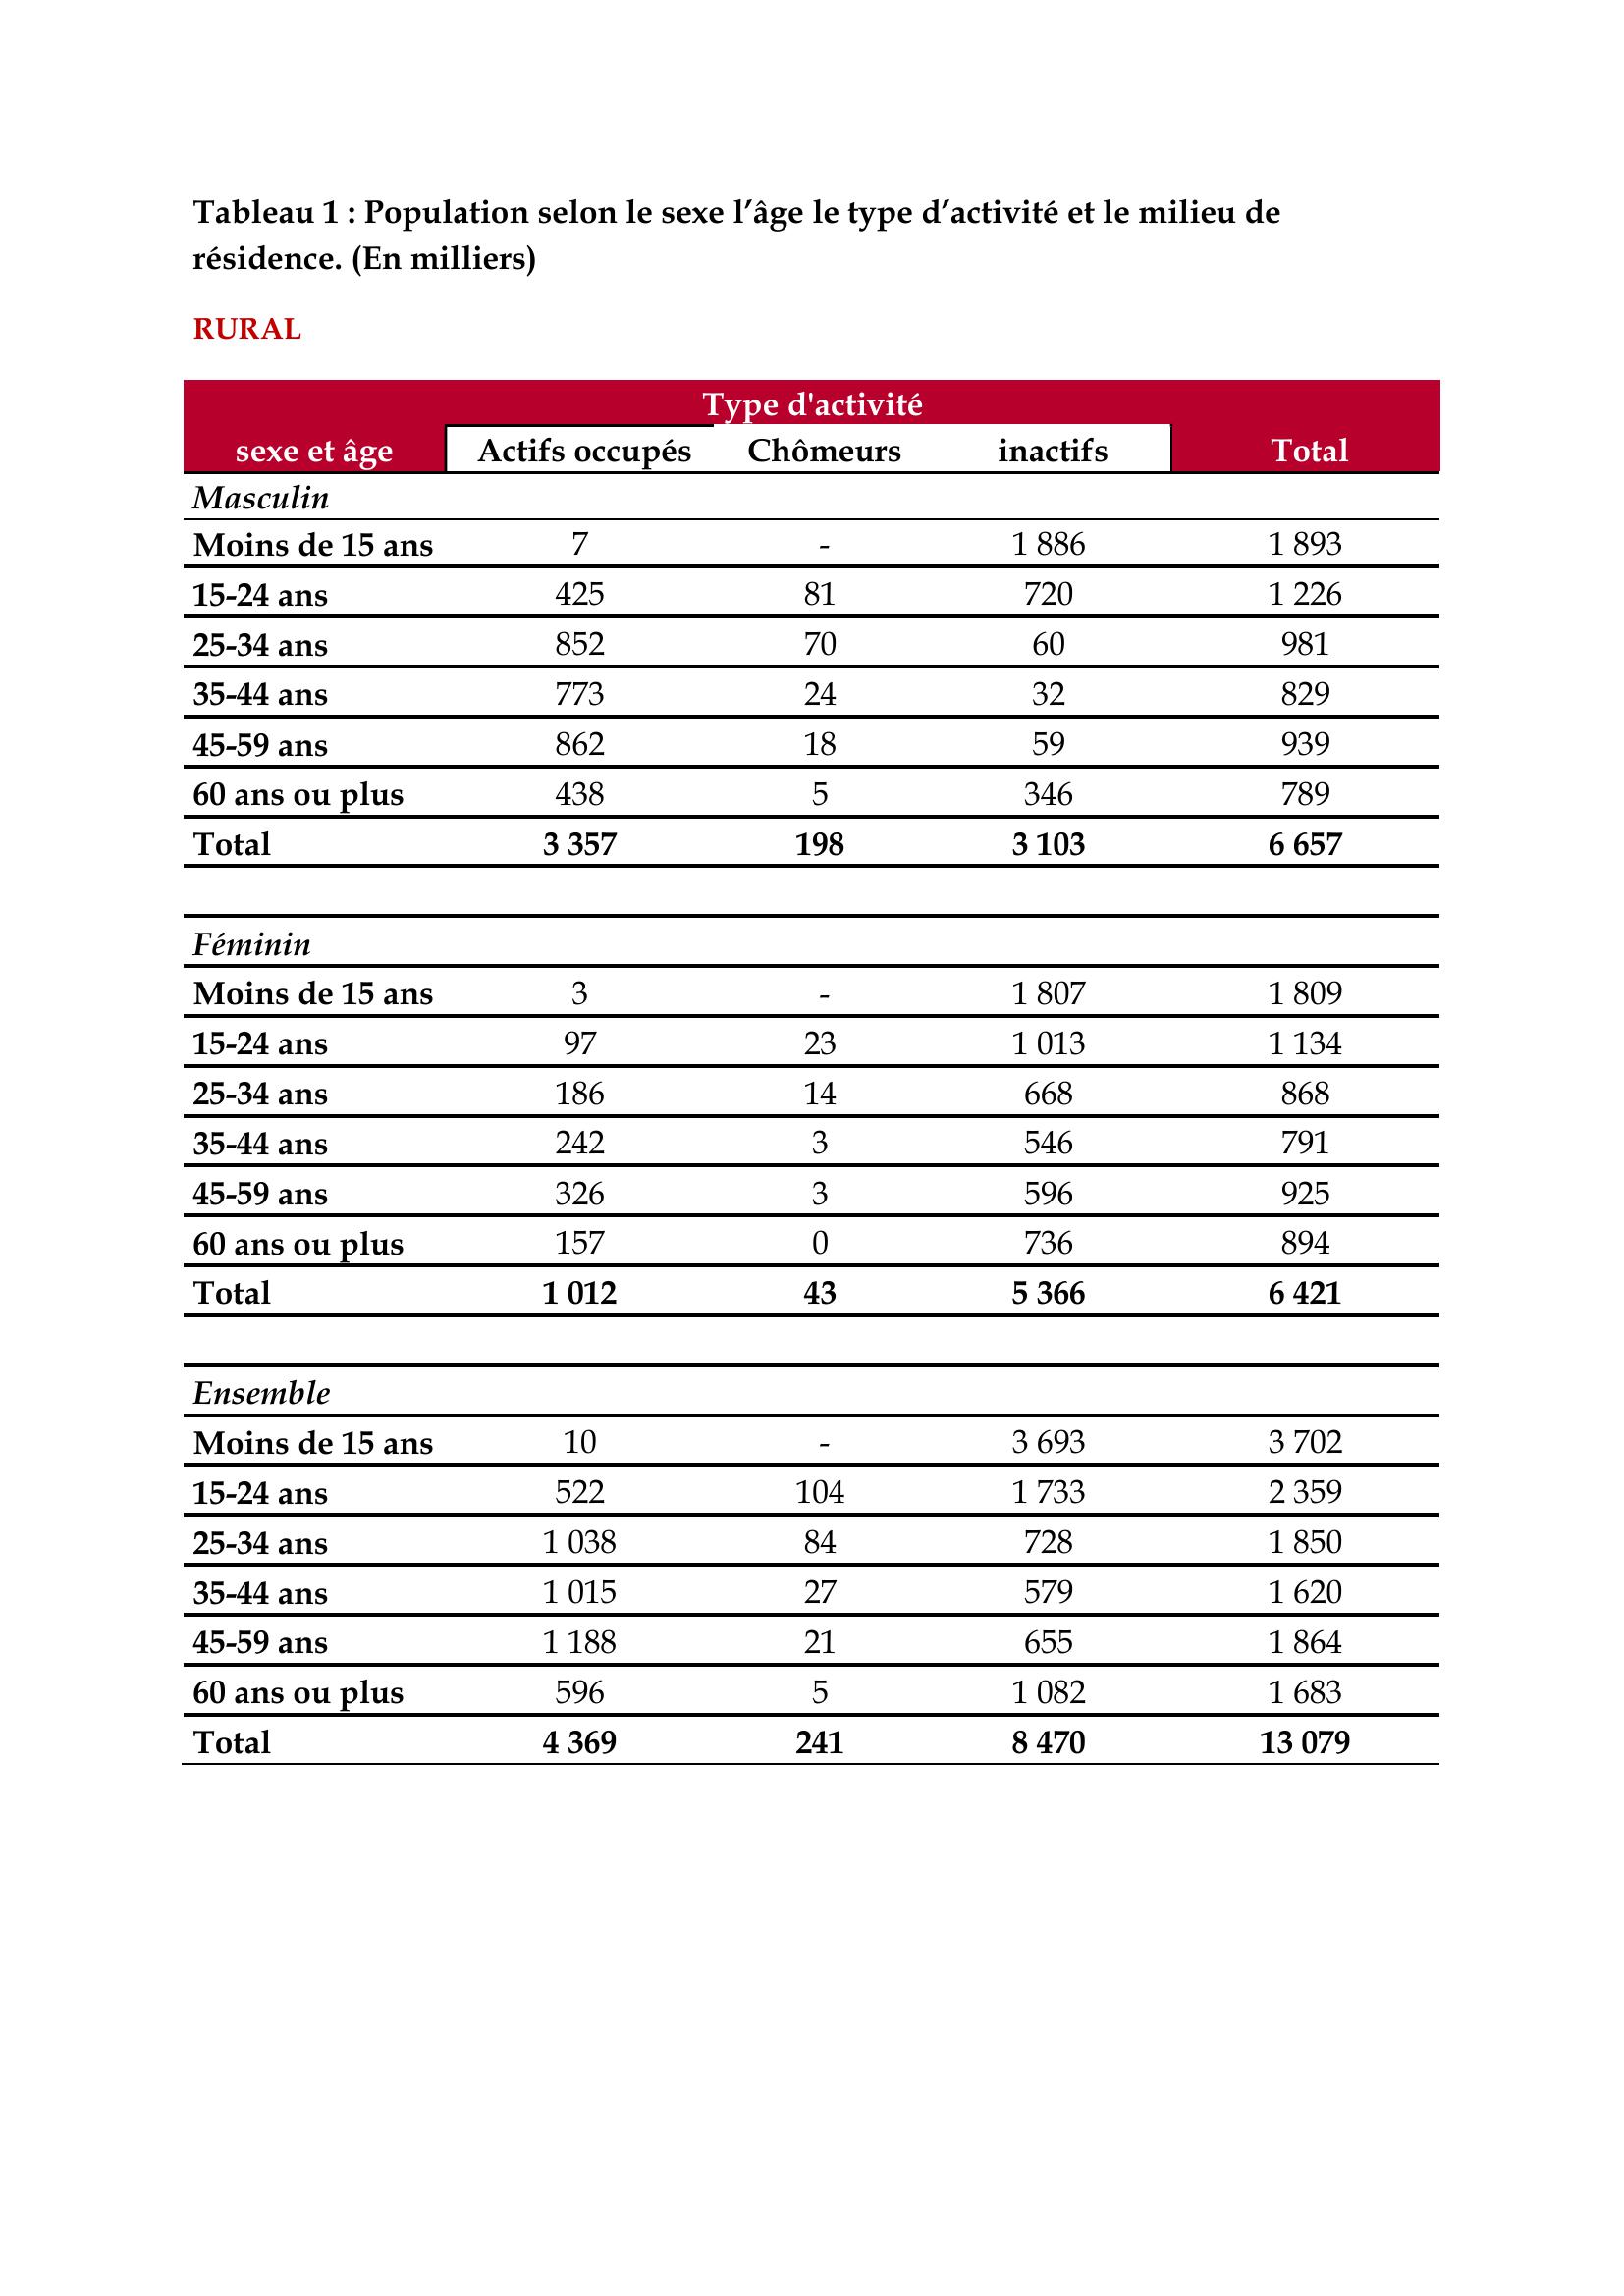 Tableau 1 : Population selon le sexe l’âge le type d’activité et le milieu de
résidence. (En milliers)
RURAL
Type d'activité
sexe et âge Actifs occupés Chômeurs inactifs Total
Masculin
Moins de 15 ans 7 - 1 886 1 893
15-24 ans 425 81 720 1 226
25-34 ans 852 70 60 981
35-44 ans 773 24 32 829
45-59 ans 862 18 59 939
60 ans ou plus 438 5 346 789
Total 3 357 198 3 103 6 657
Féminin
Moins de 15 ans 3 - 1 807 1 809
15-24 ans 97 23 1 013 1 134
25-34 ans 186 14 668 868
35-44 ans 242 3 546 791
45-59 ans 326 3 596 925
60 ans ou plus 157 0 736 894
Total 1 012 43 5 366 6 421
Ensemble
Moins de 15 ans 10 - 3 693 3 702
15-24 ans 522 104 1 733 2 359
25-34 ans 1 038 84 728 1 850
35-44 ans 1 015 27 579 1 620
45-59 ans 1 188 21 655 1 864
60 ans ou plus 596 5 1 082 1 683
Total 4 369 241 8 470 13 079